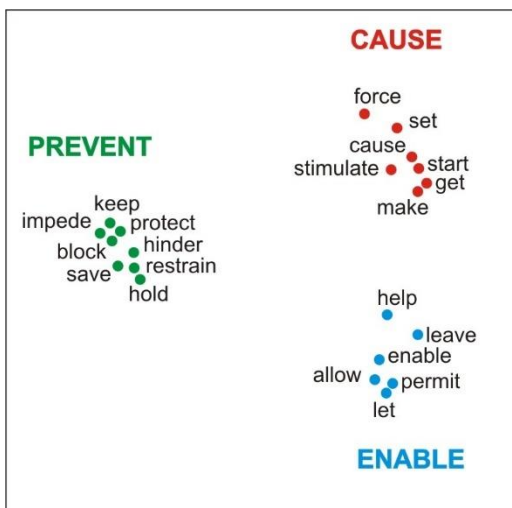 CAUSE
force
set
cause
stimulate
start
get
make
PREVENT
keep
impede
protect
block
hinder
save
restrain
hold
help
leave
enable
allow
permit
let
ENABLE